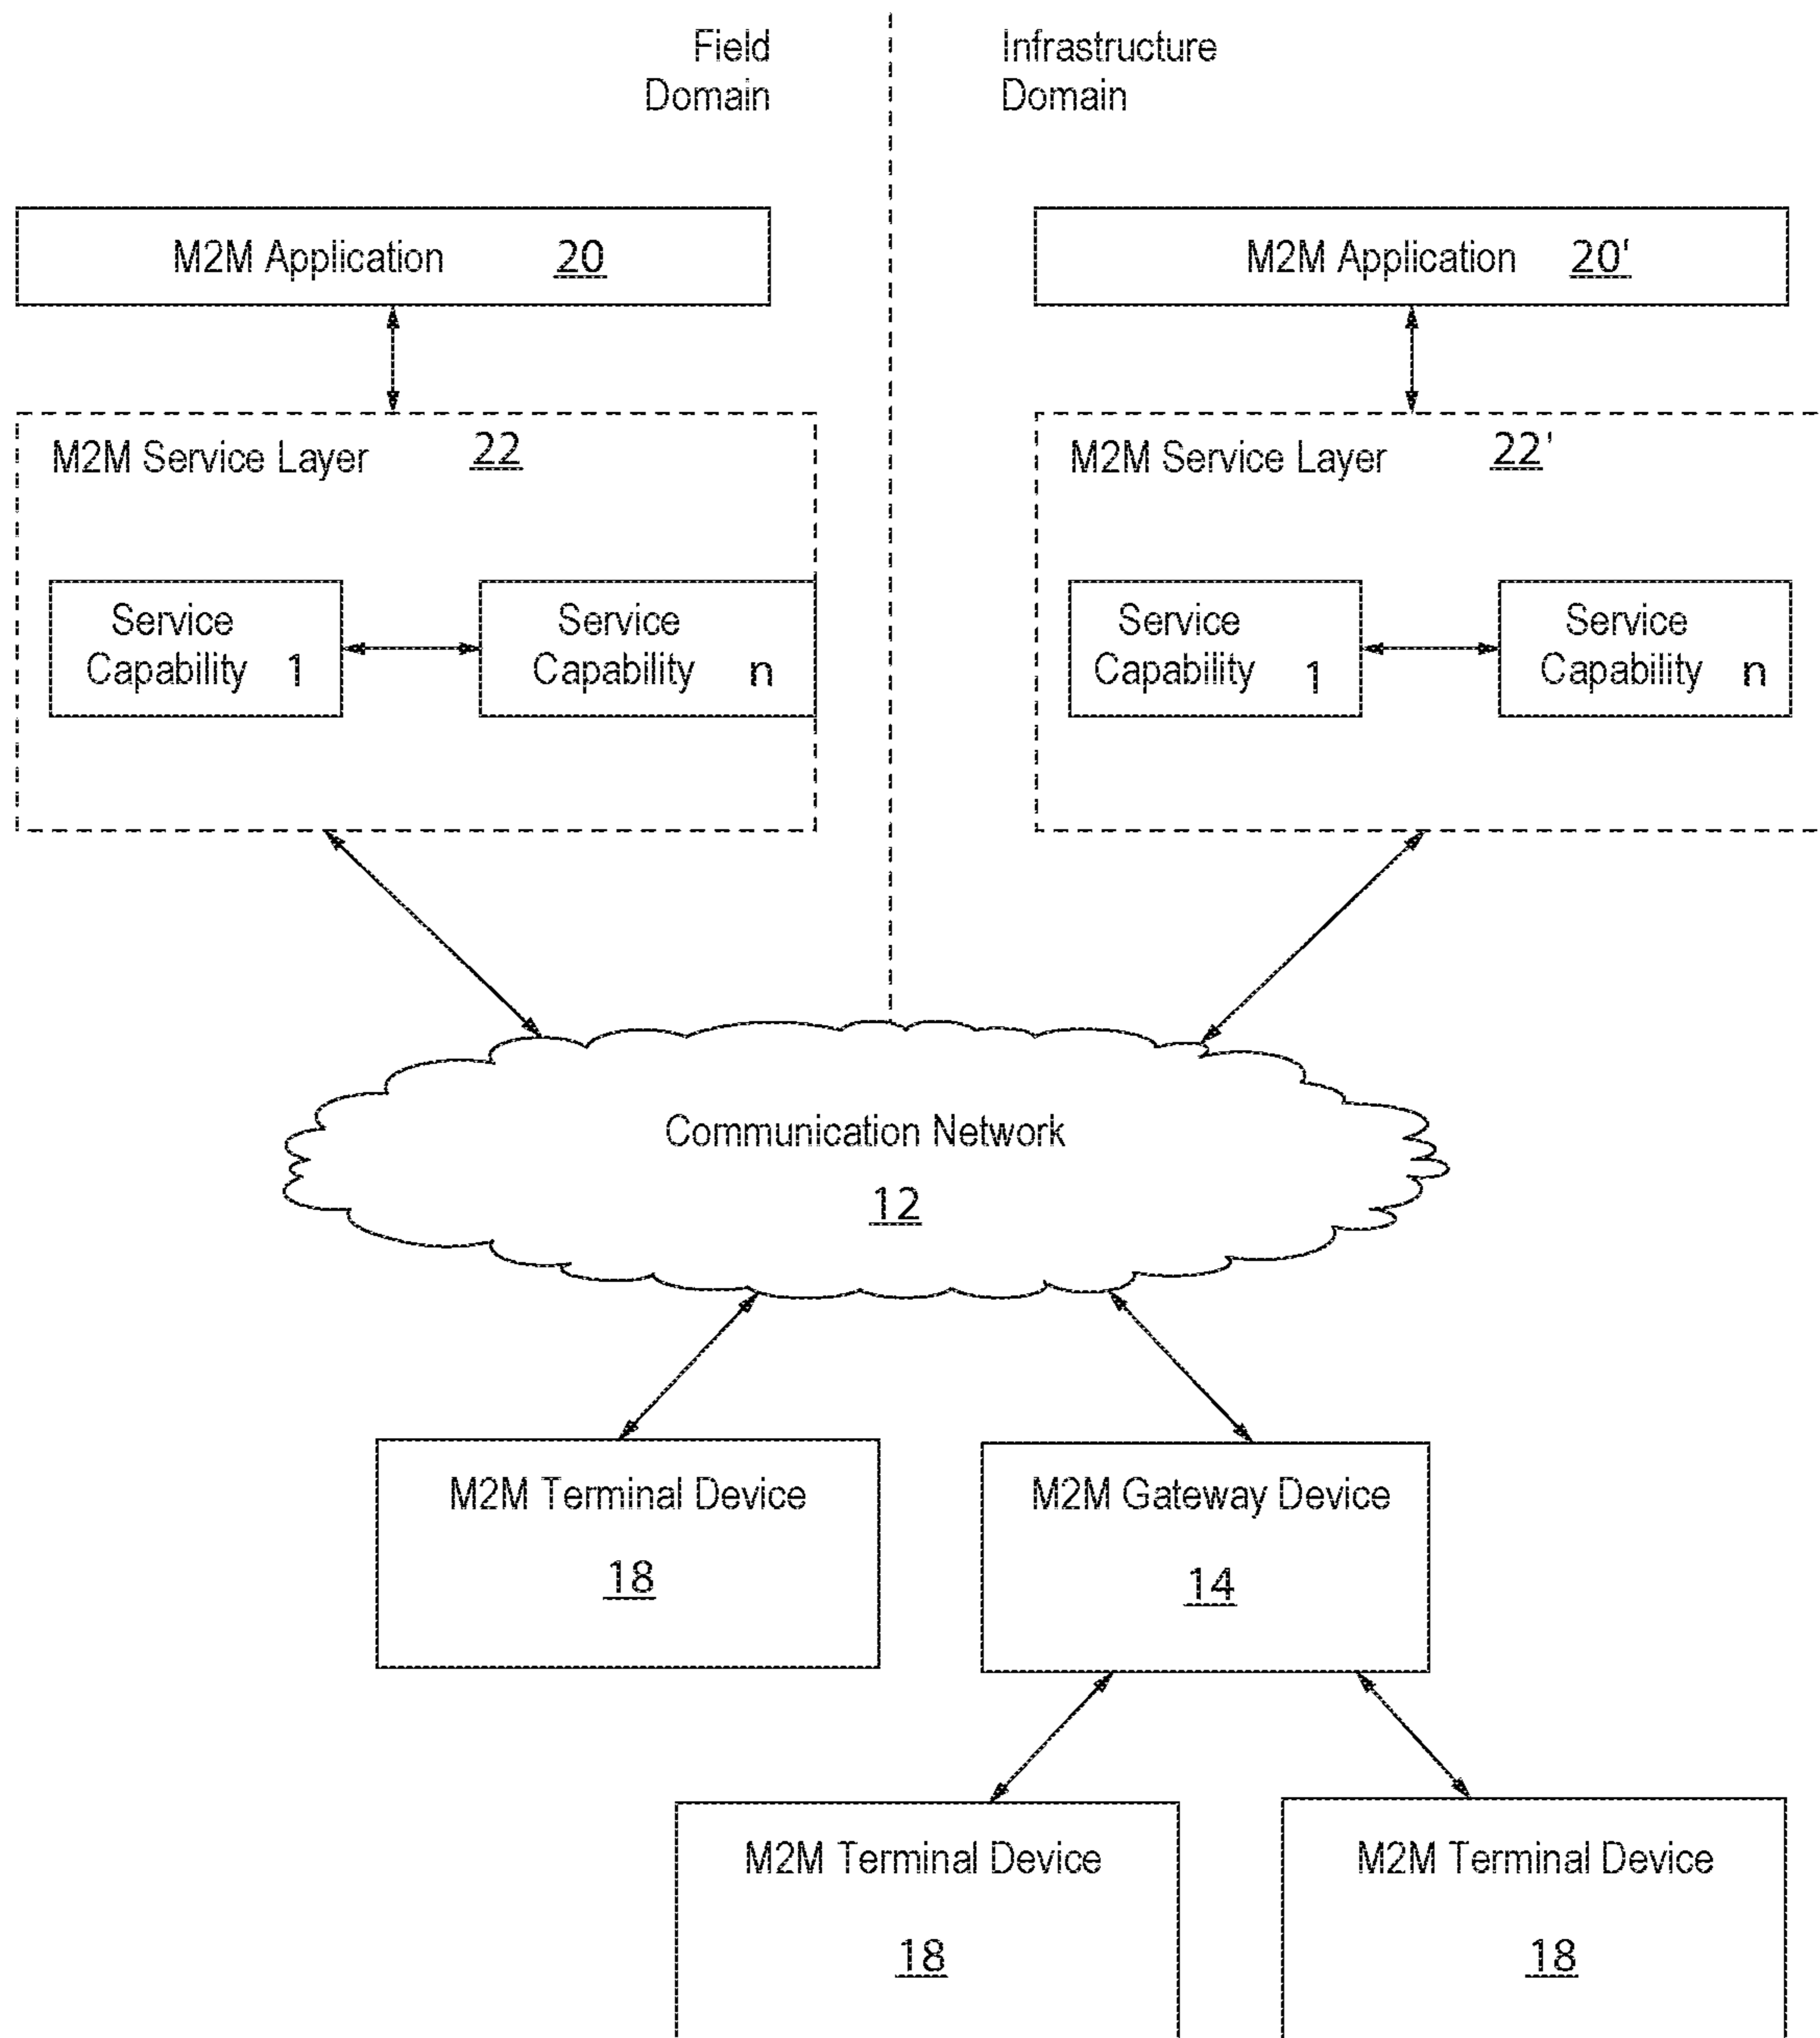 Field
Domain
Infrastructure
Domain
M2M Application 20
M2M Application 20'
M2M Service Layer 22
M2M Service Layer 22'
Service
Capability 1
Service
Capability n
Service
Capability 1
Service
Capability n
Communication Network
12
M2M Terminal Device
18
M2M Gateway Device
14
M2M Terminal Device
18
M2M Terminal Device
18